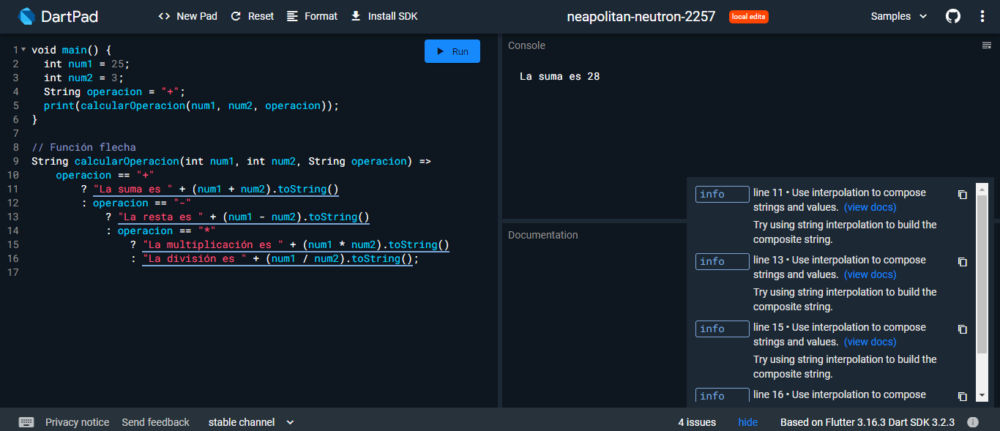 DartPad
<> New Pad
Reset
Format
Install SDK
neapolitan-neutron-2257
local edits
Samples
1 void main() {
2 int num1 = 25;
3 int num2 = 3;
4 String operacion = "+";
5 print(calcularOperacion(num1, num2, operacion));
6 }
7
8 // Función flecha
9 String calcularOperacion(int num1, int num2, String operacion) =>
10 operacion == "+"
11 ? "La suma es " + (num1 + num2).toString()
12 : operacion == "-"
13 ? "La resta es " + (num1 - num2).toString()
14 : operacion == "*"
15 ? "La multiplicación es " + (num1 * num2).toString()
16 : "La división es " + (num1 / num2).toString();
17
Run
Console
La suma es 28
Documentation
info line 11 • Use interpolation to compose
strings and values. (view docs)
Try using string interpolation to build the
composite string.
info line 13 • Use interpolation to compose
strings and values. (view docs)
Try using string interpolation to build the
composite string.
info line 15 • Use interpolation to compose
strings and values. (view docs)
Try using string interpolation to build the
composite string.
info line 16 • Use interpolation to compose
Privacy notice
Send feedback
stable channel
4 issues
hide
Based on Flutter 3.16.3 Dart SDK 3.2.3